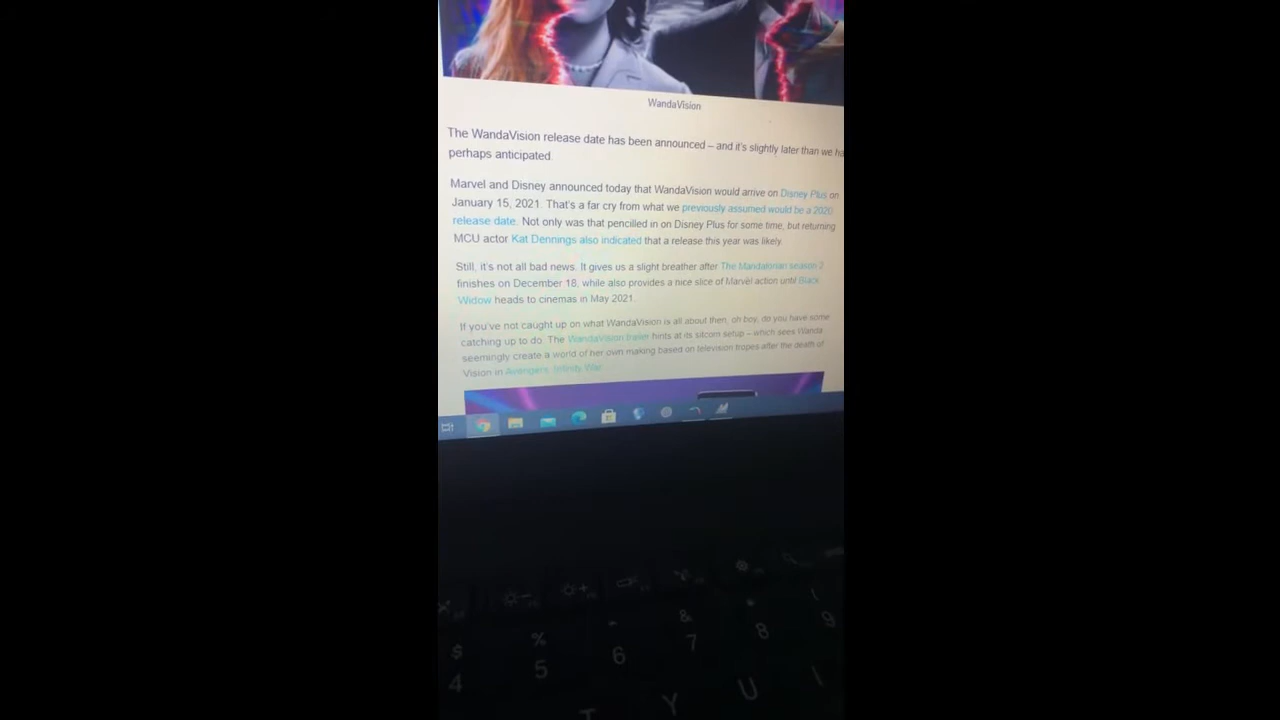 WandaVision
The WandaVision release date has been announced – and it's slightly later than we ha
perhaps anticipated.
Marvel and Disney announced today that WandaVision would arrive on Disney Plus on
January 15, 2021. That's a far cry from what we previously assumed would be a 2020
release date. Not only was that pencilled in on Disney Plus for some time, but returning
MCU actor Kat Dennings also indicated that a release this year was likely.
Still, it's not all bad news. It gives us a slight breather after The Mandalorian season 2
finishes on December 18, while also provides a nice slice of Marvel action until Black
Widow heads to cinemas in May 2021.
If you've not caught up on what WandaVision is all about then, oh boy, do you have some
catching up to do. The WandaVision trailer hints at its sitcom setup – which sees Wanda
seemingly create a world of her own making based on television tropes after the death of
Vision in Avengers: Infinity War.
$ % & (
4 5 6 7 8 9
T Y U I